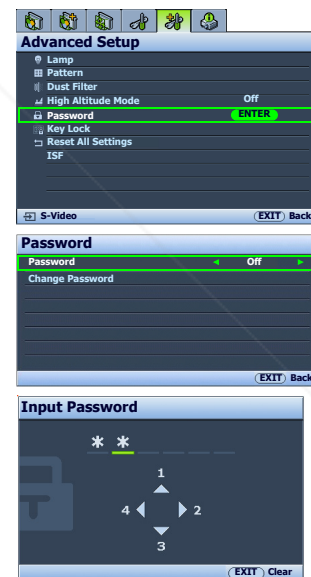 Advanced Setup
Lamp
Pattern
Dust Filter
High Altitude Mode Off
Password ENTER
Key Lock
Reset All Settings
ISF
S-Video EXIT Back
Password
Password Off
Change Password
EXIT Back
Input Password
* *
1
4 2
3
EXIT Clear